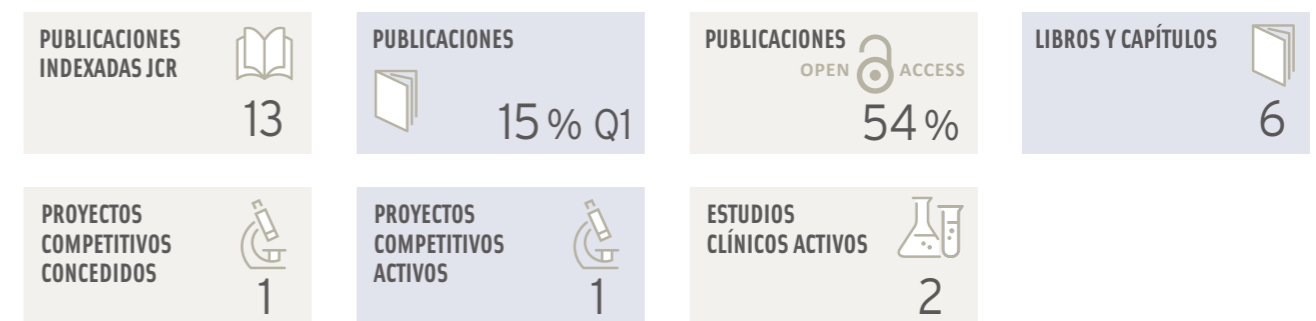 PUBLICACIONES
INDEXADAS JCR
13
PUBLICACIONES
15 % Q1
PUBLICACIONES
OPEN ACCESS
54 %
LIBROS Y CAPÍTULOS
6
PROYECTOS
COMPETITIVOS
CONCEDIDOS
1
PROYECTOS
COMPETITIVOS
ACTIVOS
1
ESTUDIOS
CLÍNICOS ACTIVOS
2